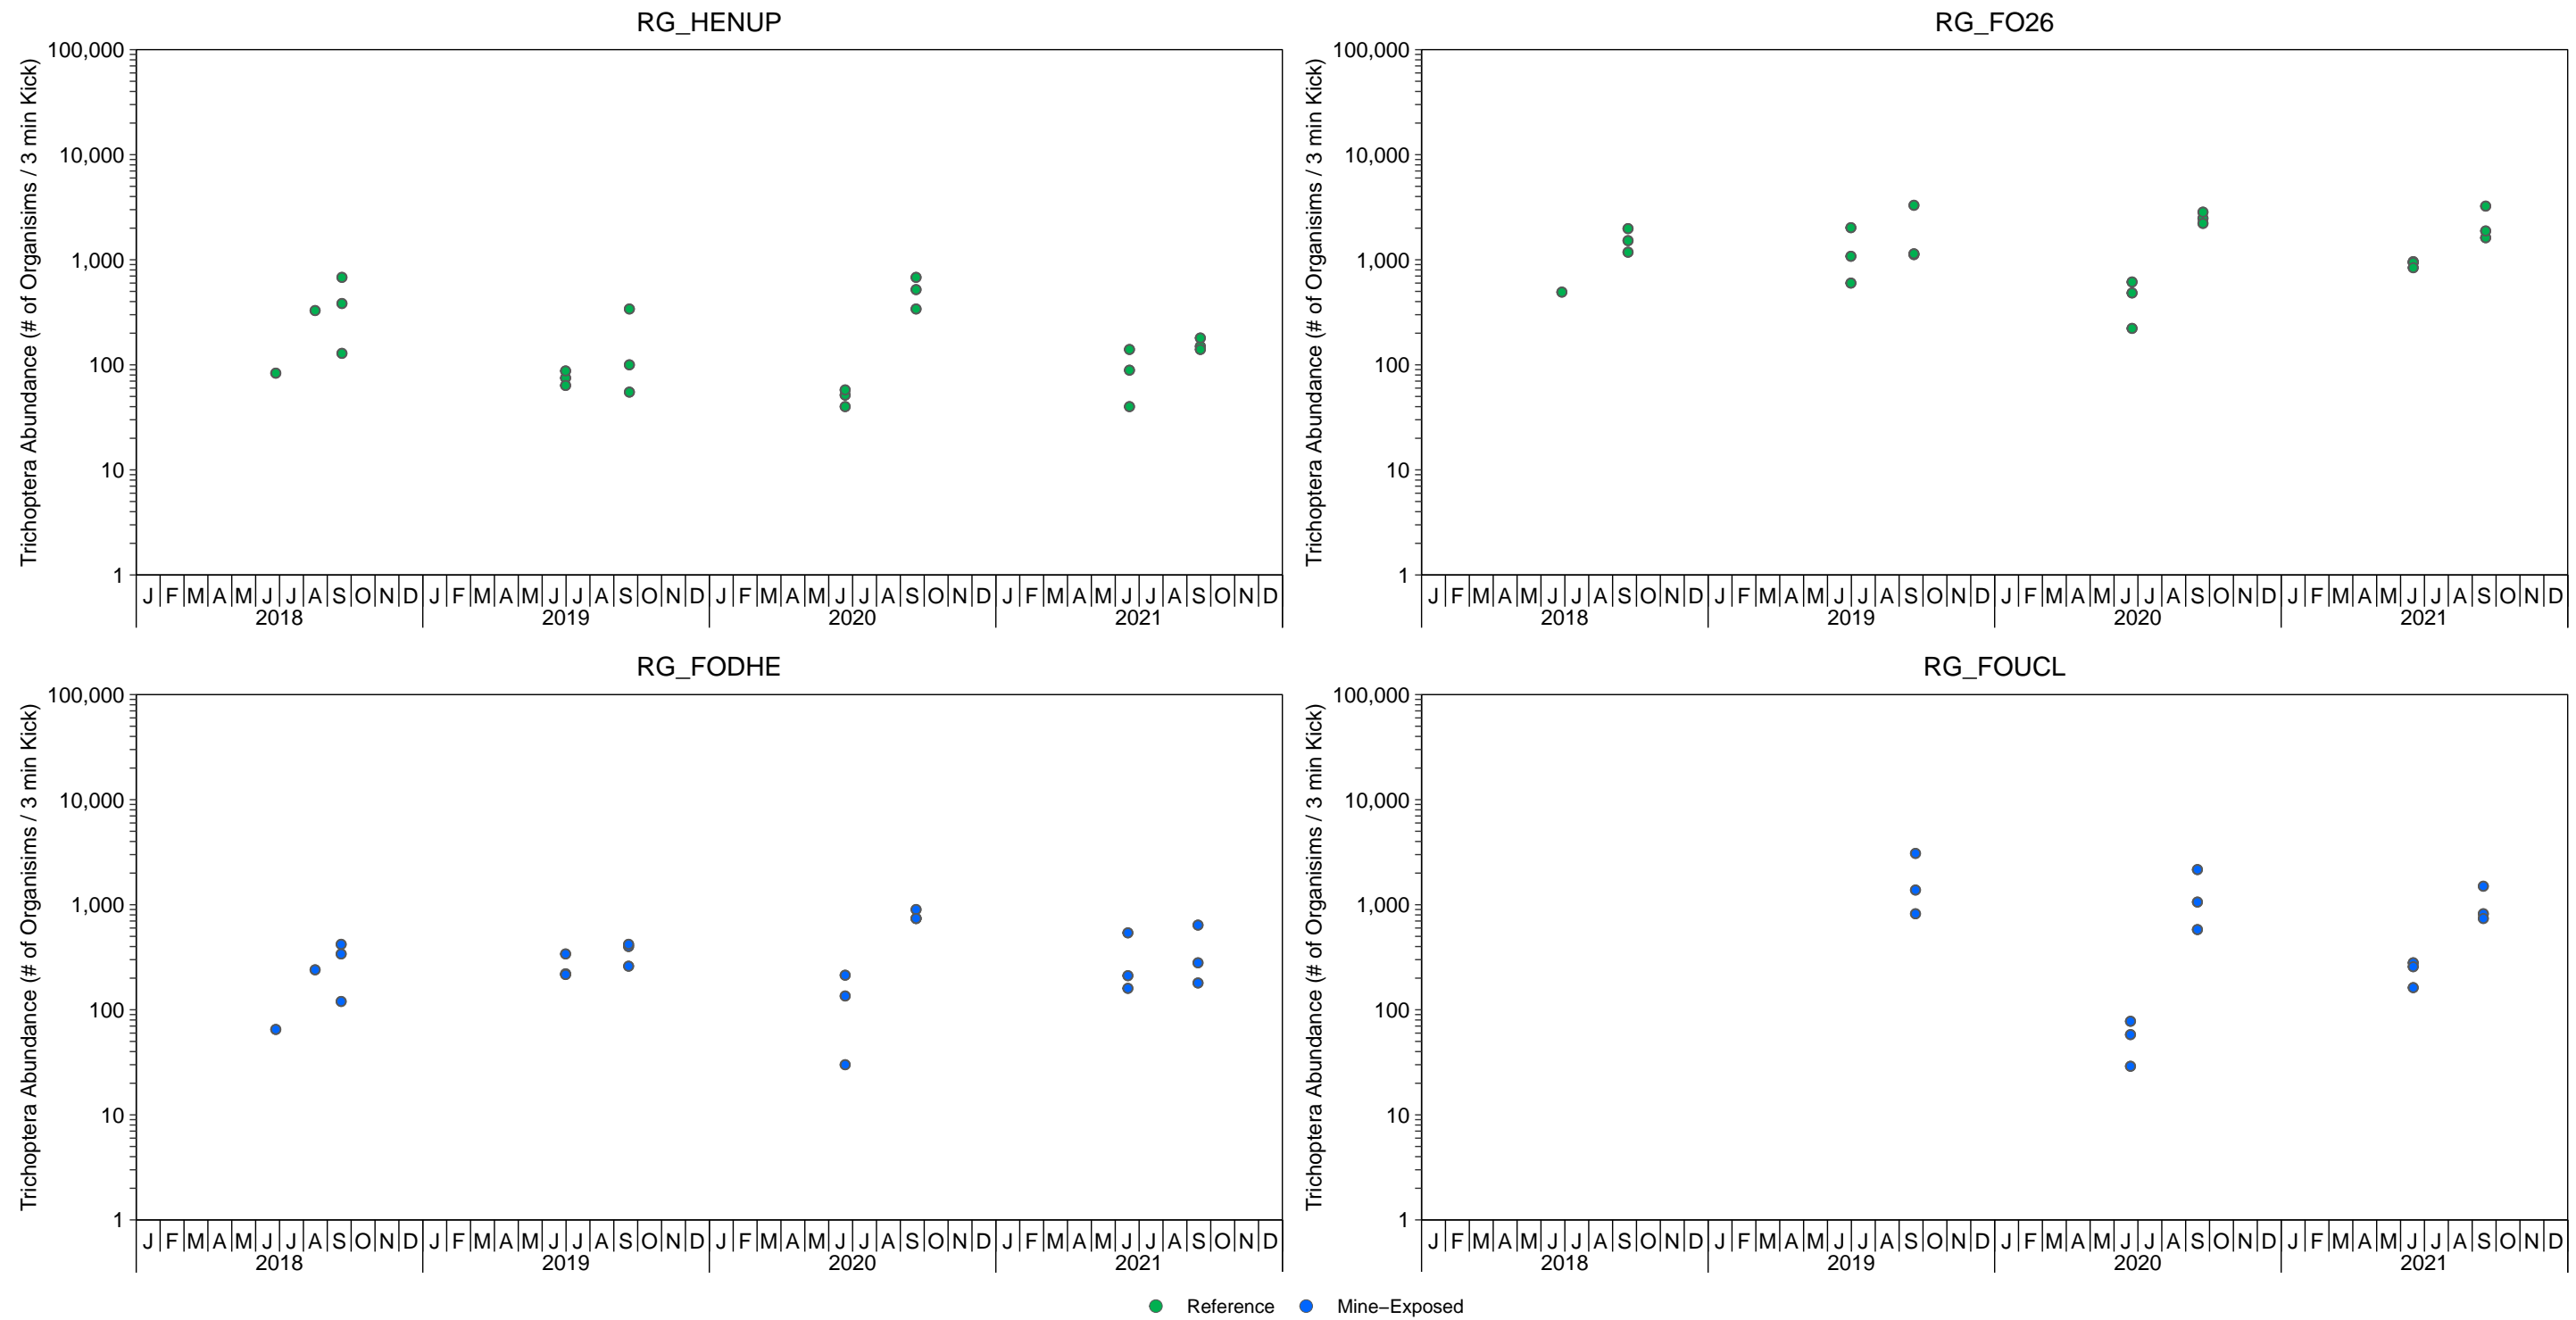 RG_HENUP
Trichoptera Abundance (# of Organisims / 3 min Kick)
100,000
10,000
1,000
100
10
1
J F M A M J J A S O N D J F M A M J J A S O N D J F M A M J J A S O N D J F M A M J J A S O N D
2018 2019 2020 2021
RG_FO26
Trichoptera Abundance (# of Organisims / 3 min Kick)
100,000
10,000
1,000
100
10
1
J F M A M J J A S O N D J F M A M J J A S O N D J F M A M J J A S O N D J F M A M J J A S O N D
2018 2019 2020 2021
RG_FODHE
Trichoptera Abundance (# of Organisims / 3 min Kick)
100,000
10,000
1,000
100
10
1
J F M A M J J A S O N D J F M A M J J A S O N D J F M A M J J A S O N D J F M A M J J A S O N D
2018 2019 2020 2021
RG_FOUCL
Trichoptera Abundance (# of Organisims / 3 min Kick)
100,000
10,000
1,000
100
10
1
J F M A M J J A S O N D J F M A M J J A S O N D J F M A M J J A S O N D J F M A M J J A S O N D
2018 2019 2020 2021
Reference Mine−Exposed